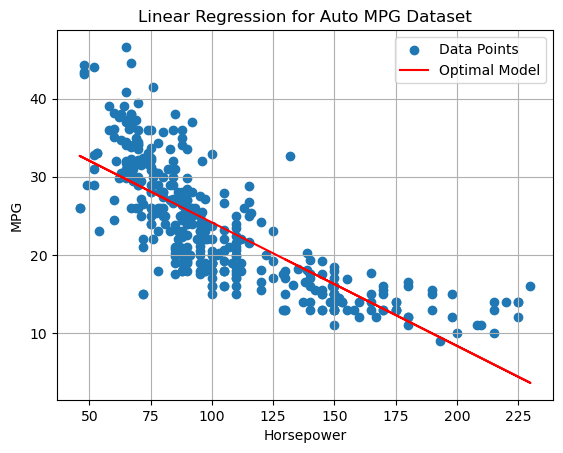 Linear Regression for Auto MPG Dataset
Data Points
Optimal Model
MPG
40
30
20
10
50 75 100 125 150 175 200 225
Horsepower